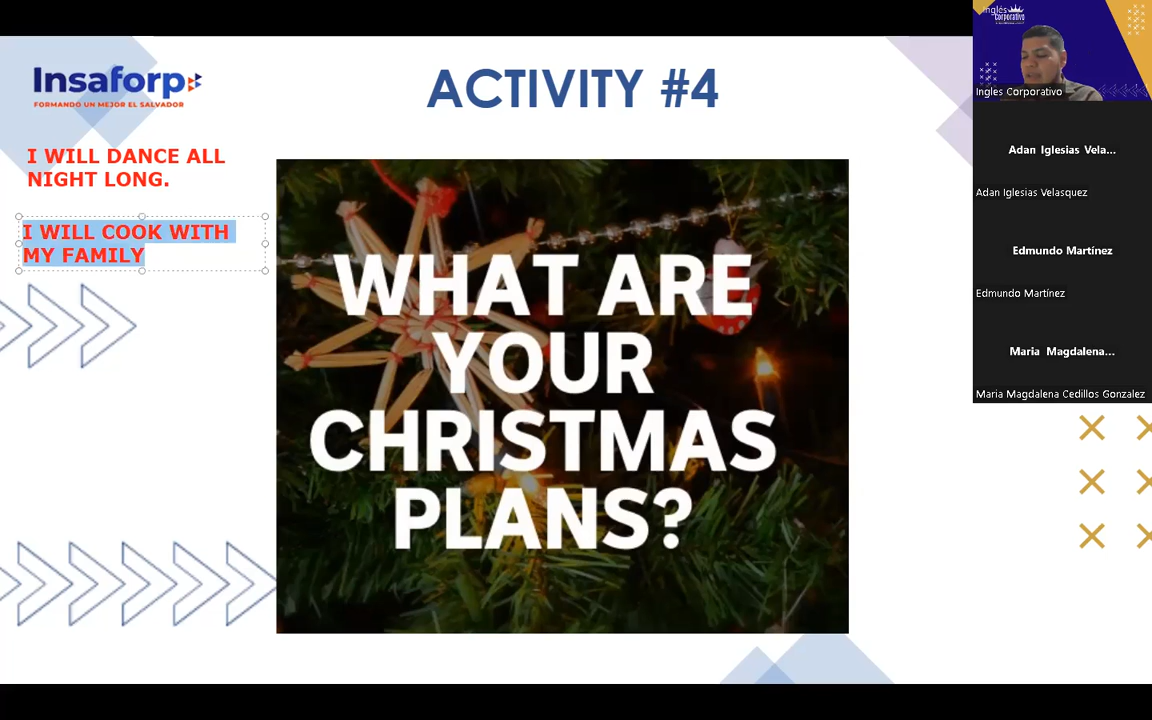 Insaforp
FORMANDO UN MEJOR EL SALVADOR
ACTIVITY #4
I WILL DANCE ALL
NIGHT LONG.
I WILL COOK WITH
MY FAMILY
WHAT ARE
YOUR
CHRISTMAS
PLANS?
Inglés
Corporativo
Ingles Corporativo
Adan Iglesias Vela...
Adan Iglesias Velasquez
Edmundo Martínez
Edmundo Martínez
Maria Magdalena...
Maria Magdalena Cedillos Gonzalez